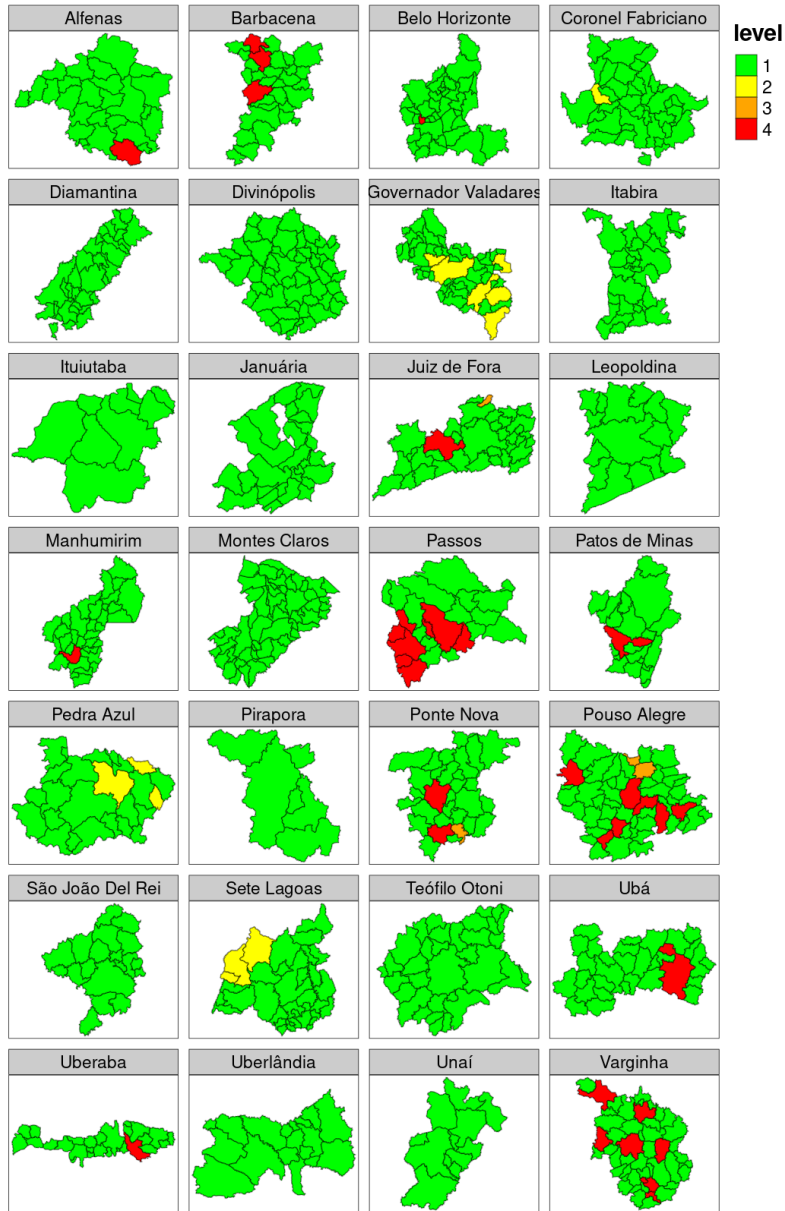 Alfenas
Barbacena
Belo Horizonte
Coronel Fabriciano
level
1
2
3
4
Diamantina
Divinópolis
Governador Valadares
Itabira
Ituiutaba
Januária
Juiz de Fora
Leopoldina
Manhumirim
Montes Claros
Passos
Patos de Minas
Pedra Azul
Pirapora
Ponte Nova
Pouso Alegre
São João Del Rei
Sete Lagoas
Teófilo Otoni
Ubá
Uberaba
Uberlândia
Unaí
Varginha